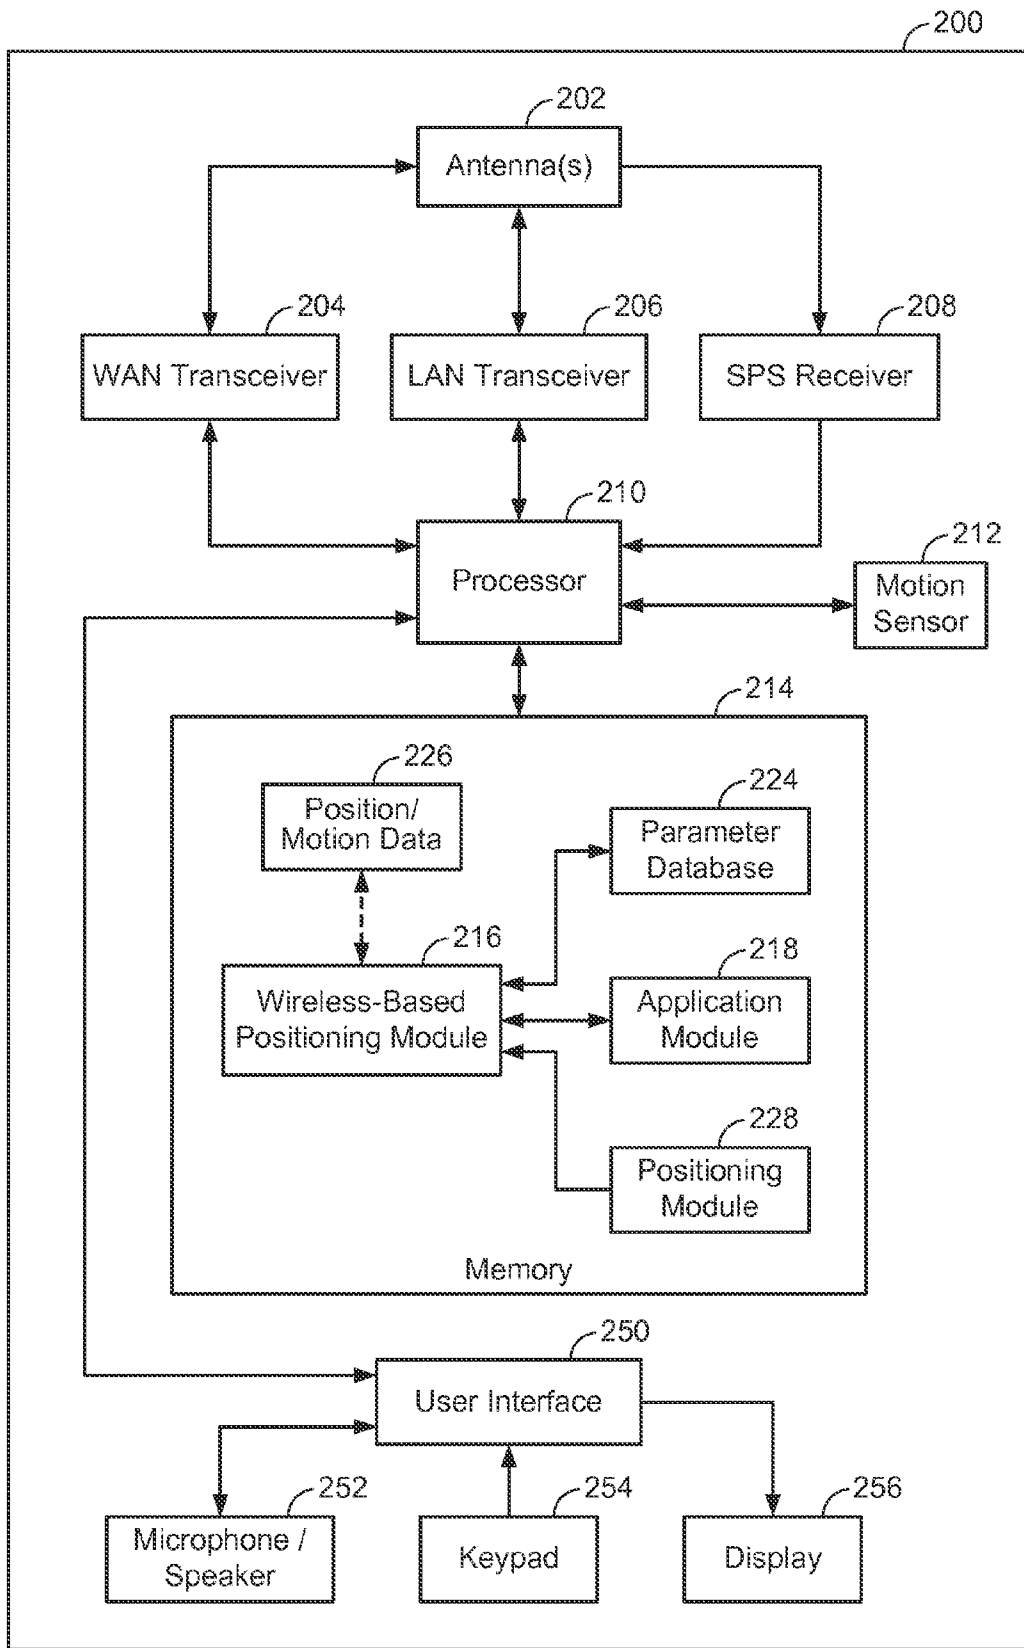 200
202
Antenna(s)
204
206
208
WAN Transceiver
LAN Transceiver
SPS Receiver
210
212
Processor
Motion
Sensor
214
226
224
Position/
Motion Data
Parameter
Database
216
218
Wireless-Based
Positioning Module
Application
Module
228
Positioning
Module
Memory
250
User Interface
252
254
256
Microphone /
Speaker
Keypad
Display